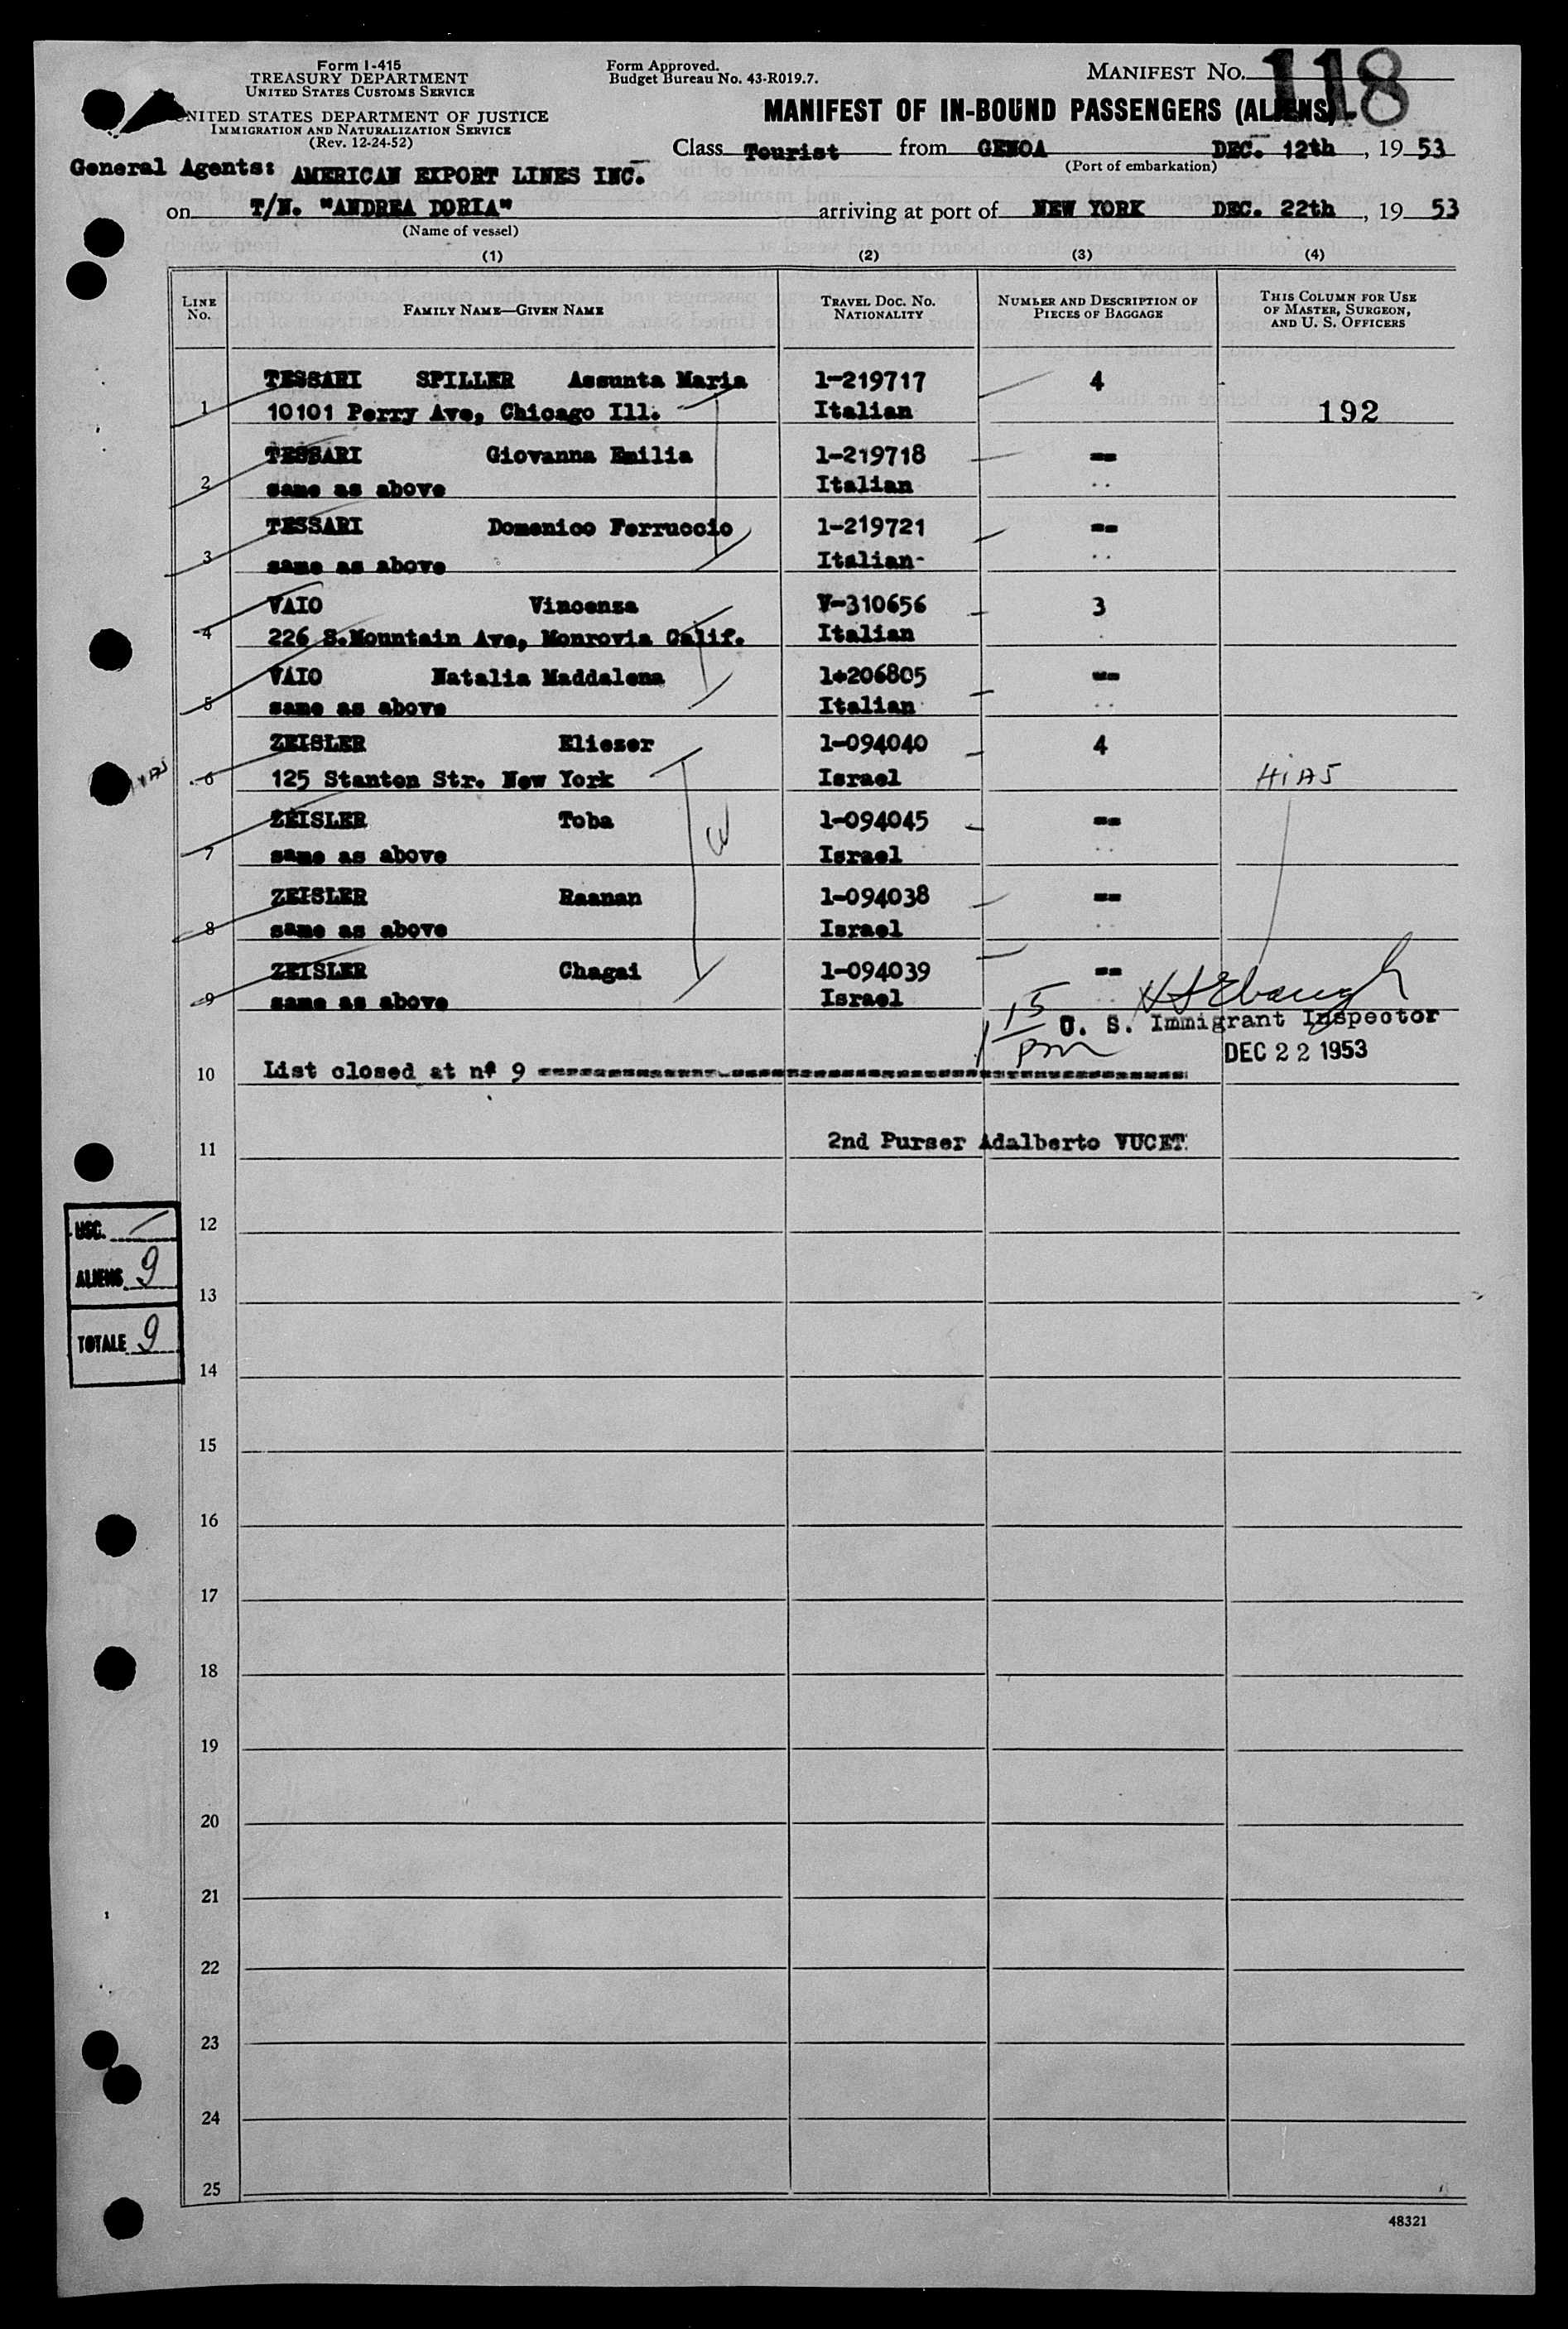 Form I-415
TREASURY DEPARTMENT
UNITED STATES CUSTOMS SERVICE
UNITED STATES DEPARTMENT OF JUSTICE
IMMIGRATION AND NATURALIZATION SERVICE
(Rev. 12-24-52)
Form Approved.
Budget Bureau No. 43-R019.7.
MANIFEST NO. 118
MANIFEST OF IN-BOUND PASSENGERS (ALIENS)
Class Tourist from GENOA DEC. 12th, 19 53
(Port of embarkation)
General Agents: AMERICAN EXPORT LINES INC.
on T/N. "ANDREA DORIA" arriving at port of NEW YORK DEC. 22th, 19 53
(Name of vessel)
(1) (2) (3) (4)
LINE NO. FAMILY NAME—GIVEN NAME TRAVEL DOC. NO. NATIONALITY NUMBER AND DESCRIPTION OF PIECES OF BAGGAGE THIS COLUMN FOR USE OF MASTER, SURGEON, AND U. S. OFFICERS
TESSARI SPILLER Assunta Maria 1-219717 4
1 10101 Perry Ave, Chicago Ill. Italian 192
TESSARI Giovanna Emilia 1-219718 --
2 same as above Italian
TESSARI Domenico Ferruccio 1-219721 --
3 same as above Italian-
VAIO Vincenza V-310656 3
4 226 S.Mountain Ave, Monrovia Calif. Italian
VAIO Natalia Maddalena 1+206805 --
5 same as above Italian
ZEISLER Eliezer 1-094040 4
6 125 Stanton Str. New York Israel HIAS
ZEISLER Toba 1-094045 --
7 same as above Israel
ZEISLER Raanan 1-094038 --
8 same as above Israel
ZEISLER Chagai 1-094039 --
9 same as above Israel
1 15 pm
U. S. Immigrant Inspector
DEC 22 1953
10 List closed at n° 9 ------------------------------
11 2nd Purser Adalberto VUCET
12
USC.
ALIENS 9
13
TOTALE 9
14
15
16
17
18
19
20
21
22
23
24
25
48321